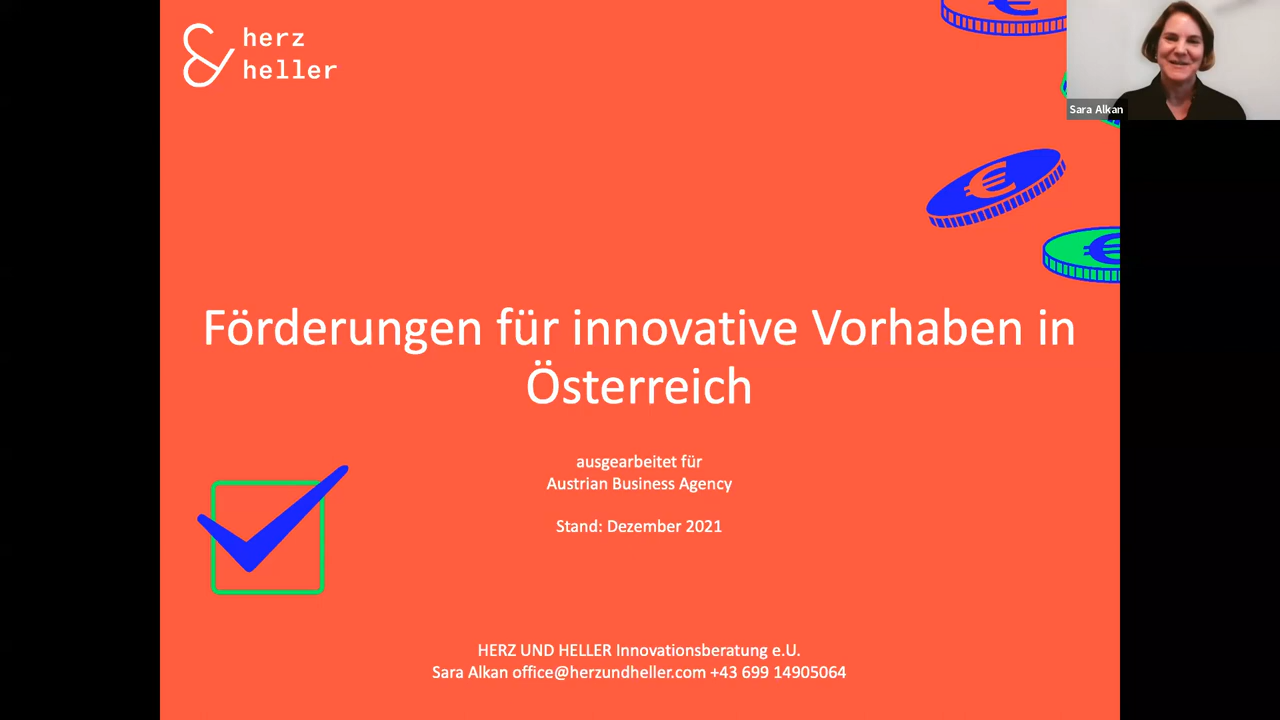 herz
heller
Sara Alkan
Förderungen für innovative Vorhaben in
Österreich
ausgearbeitet für
Austrian Business Agency
Stand: Dezember 2021
HERZ UND HELLER Innovationsberatung e.U.
Sara Alkan office@herzundheller.com +43 699 14905064